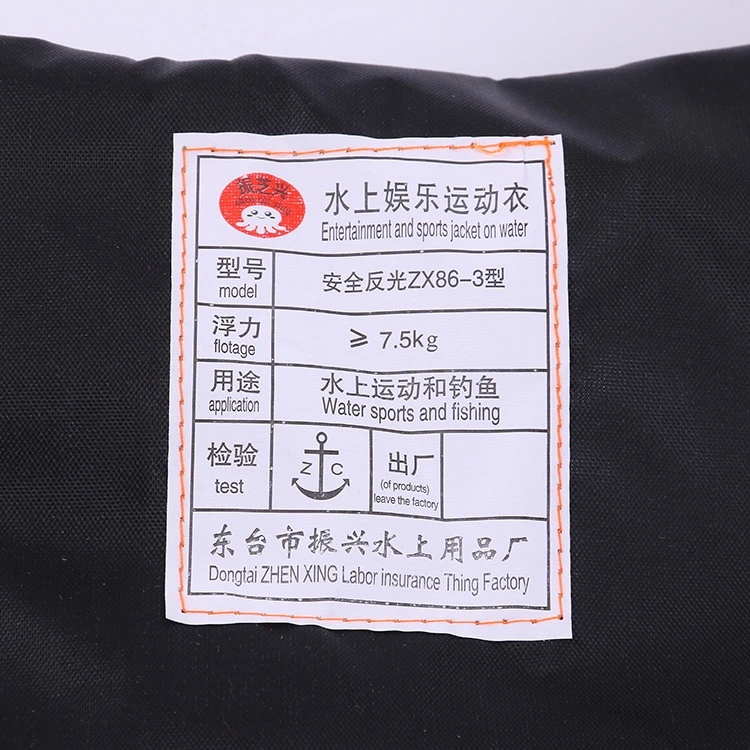 振芝兴
水上娱乐运动衣
Entertainment and sports jacket on water
型号
model
安全反光ZX86-3型
浮力
flotage
≥ 7.5kg
用途
application
水上运动和钓鱼
Water sports and fishing
检验
test
Z C
出厂
(of products)
leave the factory
东台市振兴水上用品厂
Dongtai ZHEN XING Labor insurance Thing Factory